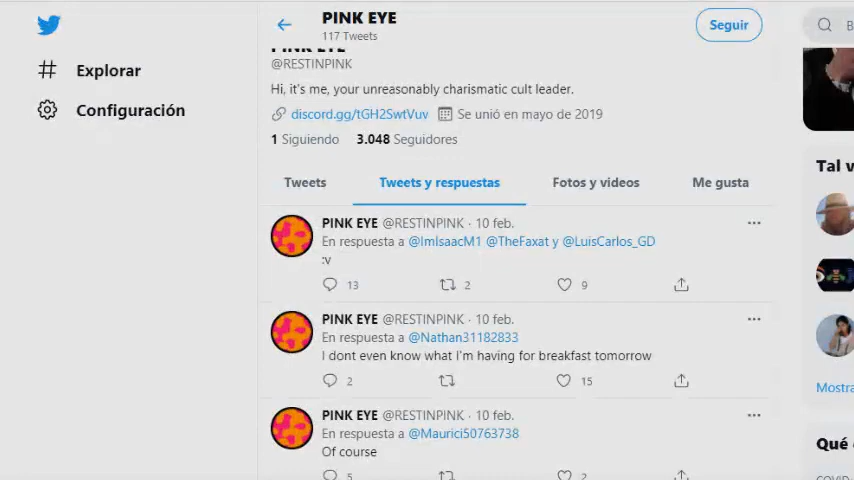 PINK EYE
117 Tweets
Seguir
Explorar
Configuración
PINK EYE
@RESTINPINK
Hi, it's me, your unreasonably charismatic cult leader.
discord.gg/tGH2SwtVuv Se unió en mayo de 2019
1 Siguiendo 3.048 Seguidores
Tweets Tweets y respuestas Fotos y videos Me gusta
PINK EYE @RESTINPINK · 10 feb.
En respuesta a @ImIsaacM1 @TheFaxat y @LuisCarlos_GD
:v
13 2 9
PINK EYE @RESTINPINK · 10 feb.
En respuesta a @Nathan31182833
I dont even know what I'm having for breakfast tomorrow
2 15
PINK EYE @RESTINPINK · 10 feb.
En respuesta a @Maurici50763738
Of course
5 2
B
Tal v
Mostra
Qué